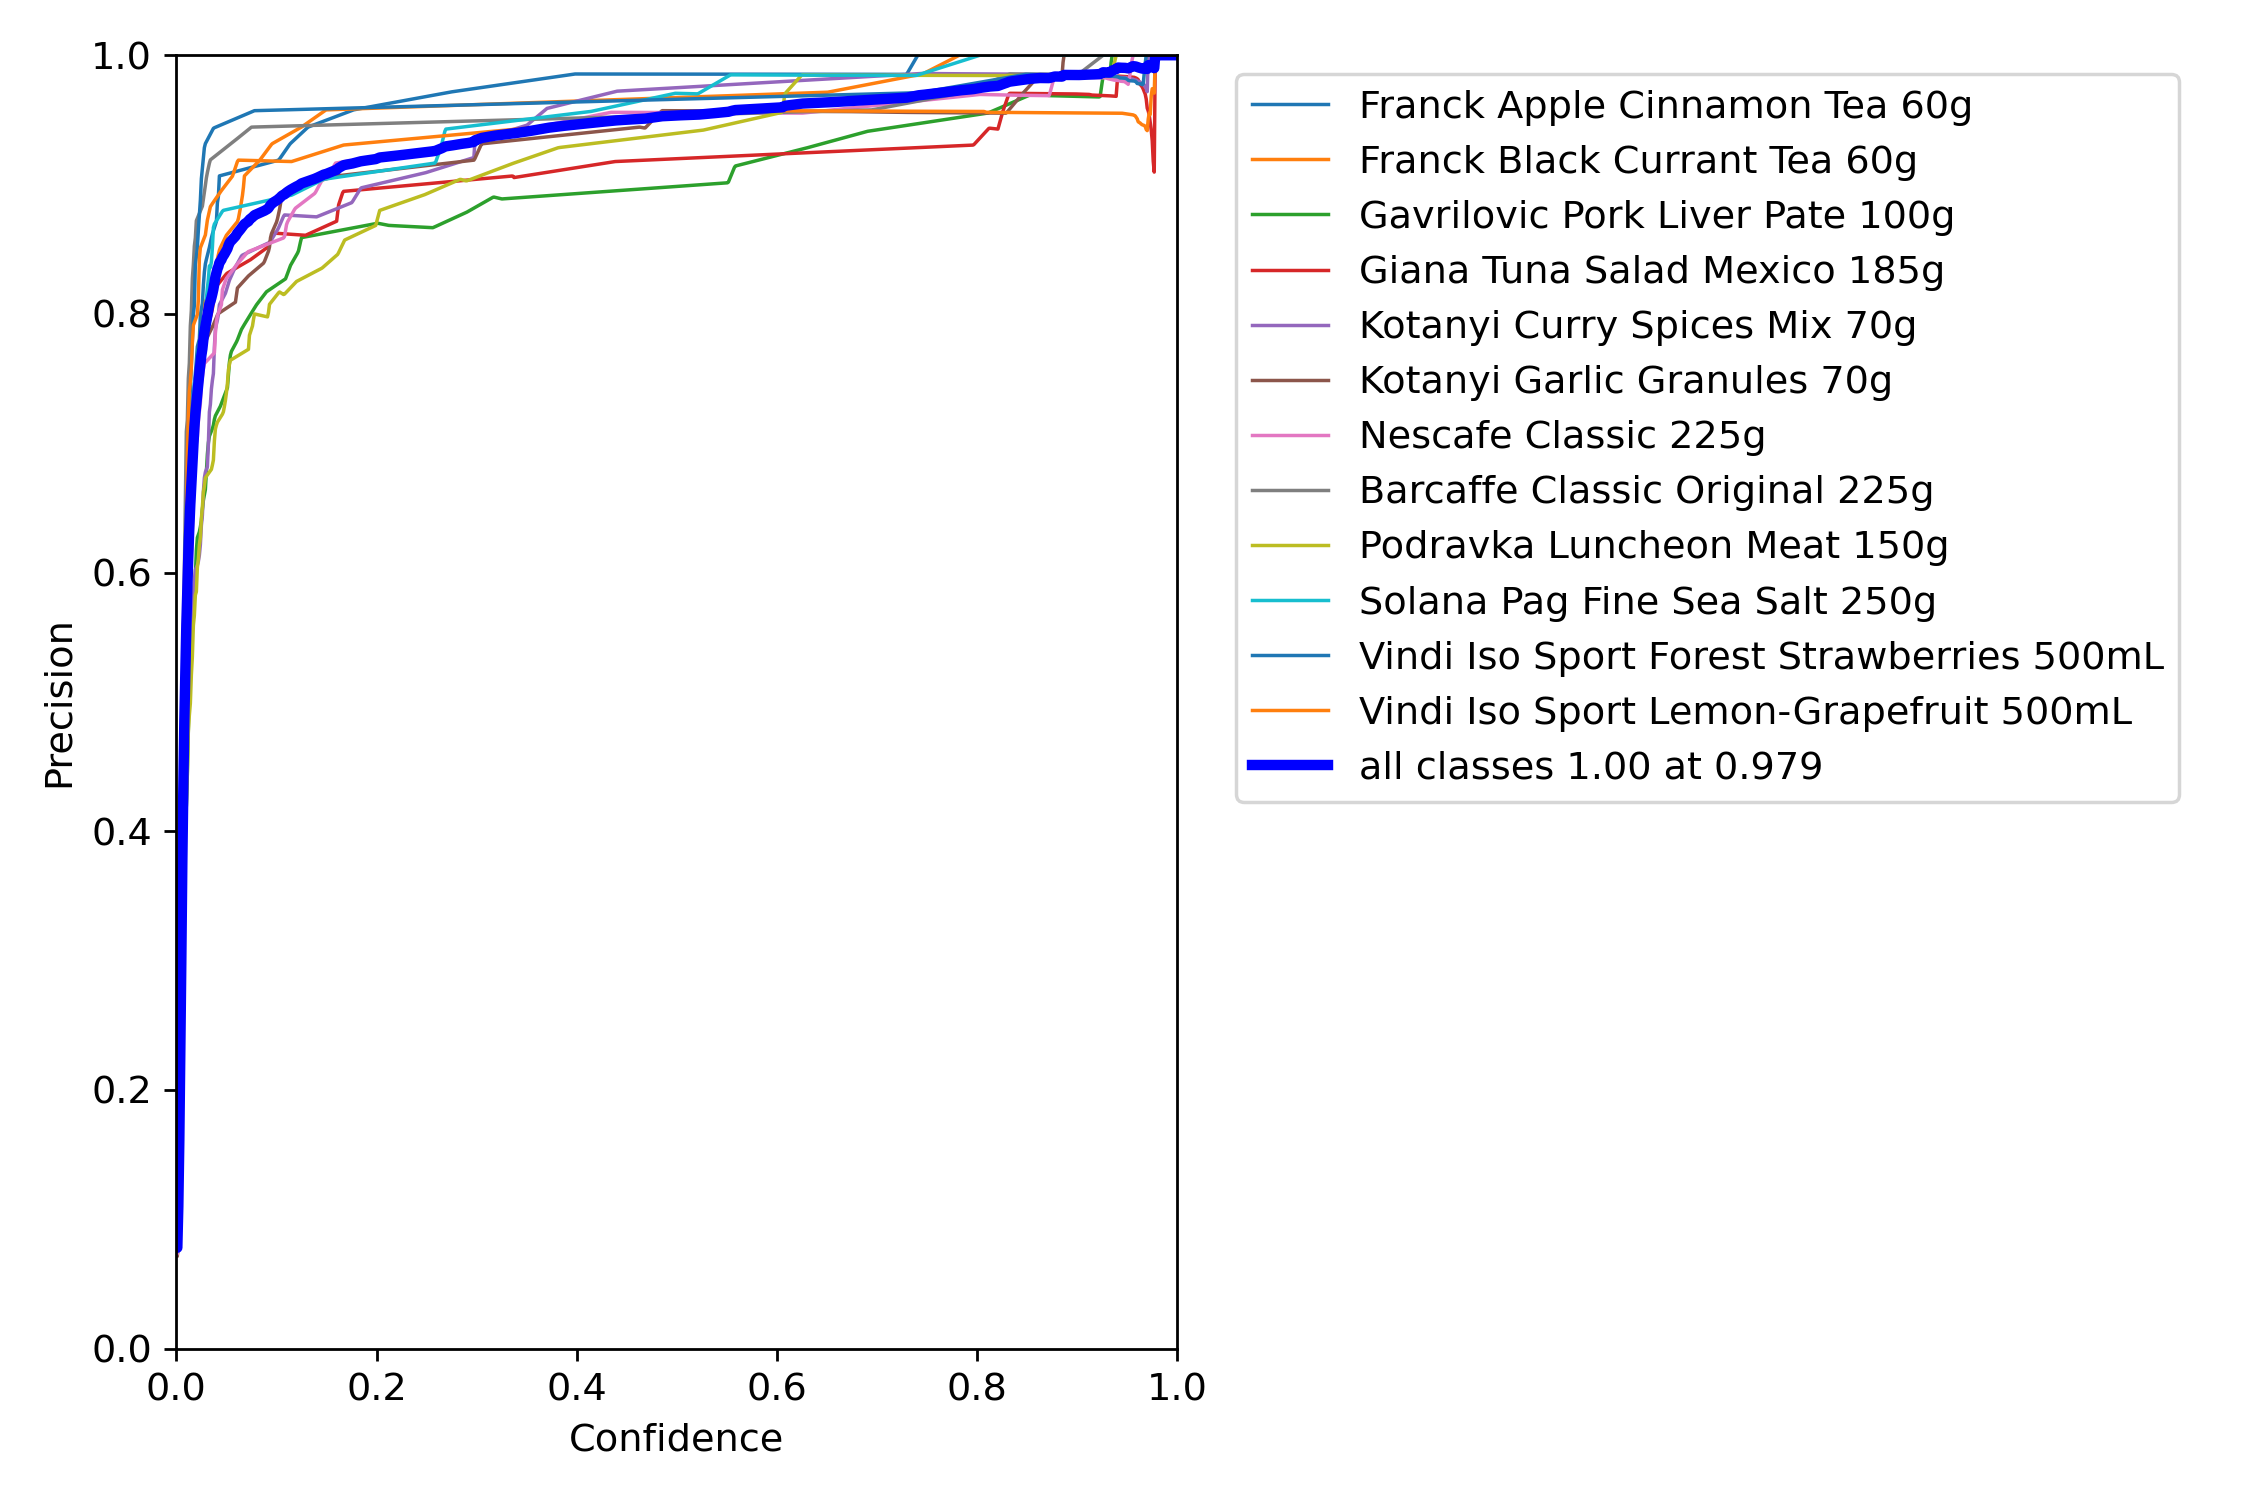 1.0
0.8
0.6
0.4
0.2
0.0
Precision
0.0 0.2 0.4 0.6 0.8 1.0
Confidence
Franck Apple Cinnamon Tea 60g
Franck Black Currant Tea 60g
Gavrilovic Pork Liver Pate 100g
Giana Tuna Salad Mexico 185g
Kotanyi Curry Spices Mix 70g
Kotanyi Garlic Granules 70g
Nescafe Classic 225g
Barcaffe Classic Original 225g
Podravka Luncheon Meat 150g
Solana Pag Fine Sea Salt 250g
Vindi Iso Sport Forest Strawberries 500mL
Vindi Iso Sport Lemon-Grapefruit 500mL
all classes 1.00 at 0.979